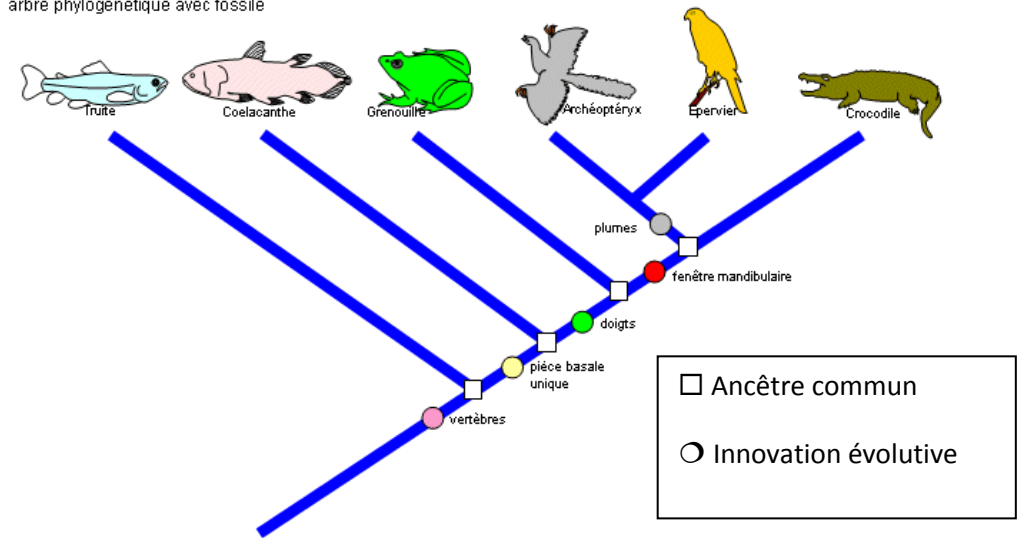 arbre phylogénétique avec fossile
Truite
Coelacanthe
Grenouille
Archéoptéryx
Epervier
Crocodile
plumes
fenêtre mandibulaire
doigts
piéce basale
unique
vertèbres
Ancêtre commun
Innovation évolutive